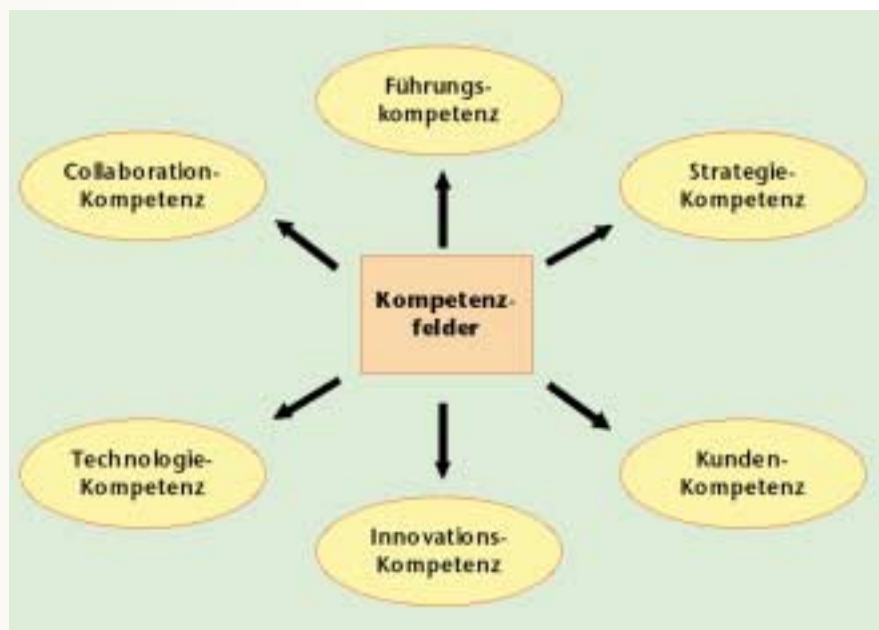 Führungs-
kompetenz
Collaboration-
Kompetenz
Strategie-
Kompetenz
Kompetenz-
felder
Technologie-
Kompetenz
Kunden-
Kompetenz
Innovations-
Kompetenz